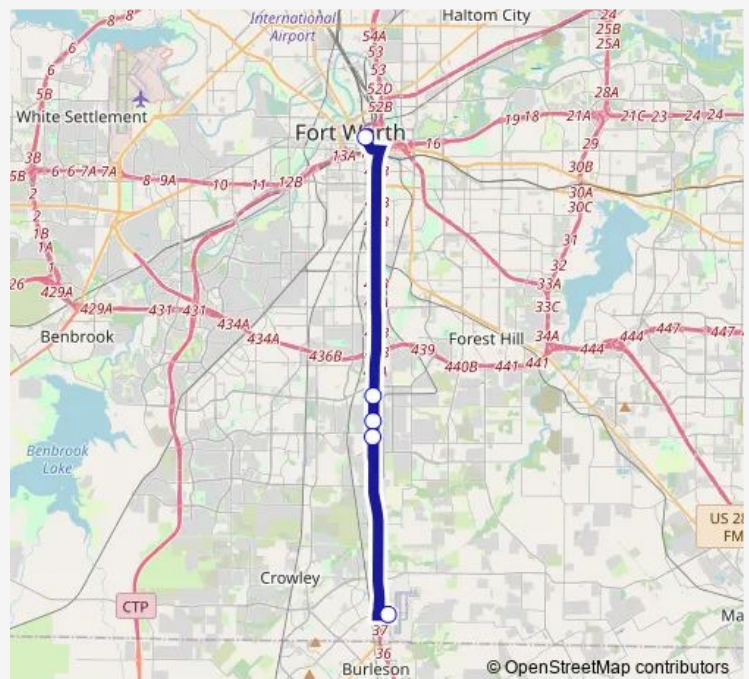 International
Airport
Haltom City
8
8
6
6
5B
54A
53
53
52D
52B
24
25B
25A
White Settlement
Fort Worth
28A
19 18
21A
21C 23 24 24
3B
5B
6 6 7A 7A
2
2
1B
1A
1
8 9A
10
11
12B
13A
16
29
30B
30A
30C
31
32
33A
33C
34A
26
429A
429A
431
431
434A
434A
436B
439
440B
441
441
444
444
447
447
Benbrook
Forest Hill
Benbrook
Lake
US 28
FM
Crowley
CTP
Ma
37
36
Burleson
© OpenStreetMap contributors